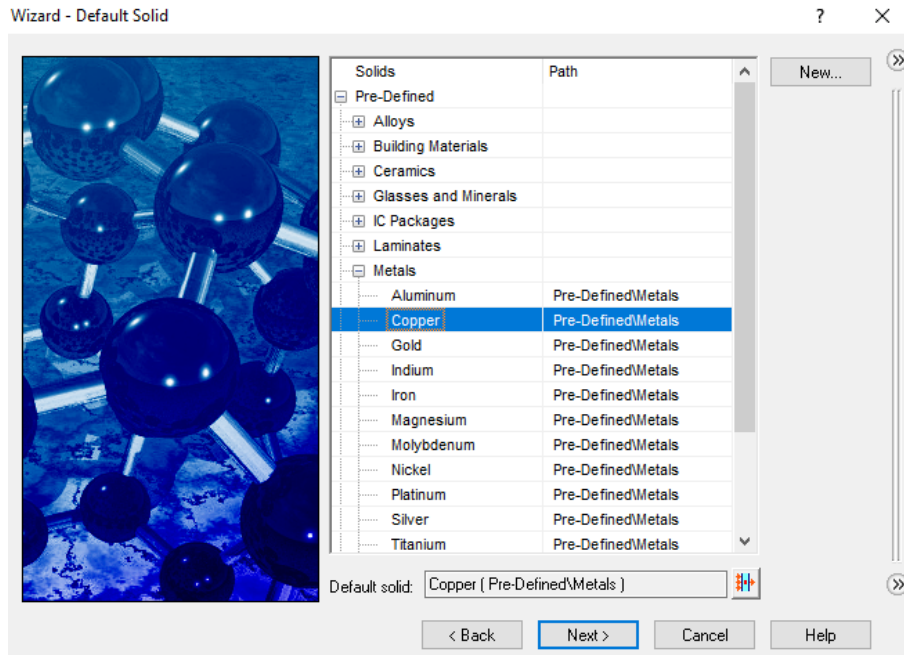 Wizard - Default Solid ?
Solids Path New...
Pre-Defined
Alloys
Building Materials
Ceramics
Glasses and Minerals
IC Packages
Laminates
Metals
Aluminum Pre-Defined\Metals
Copper Pre-Defined\Metals
Gold Pre-Defined\Metals
Indium Pre-Defined\Metals
Iron Pre-Defined\Metals
Magnesium Pre-Defined\Metals
Molybdenum Pre-Defined\Metals
Nickel Pre-Defined\Metals
Platinum Pre-Defined\Metals
Silver Pre-Defined\Metals
Titanium Pre-Defined\Metals
Default solid: Copper ( Pre-Defined\Metals )
< Back Next > Cancel Help